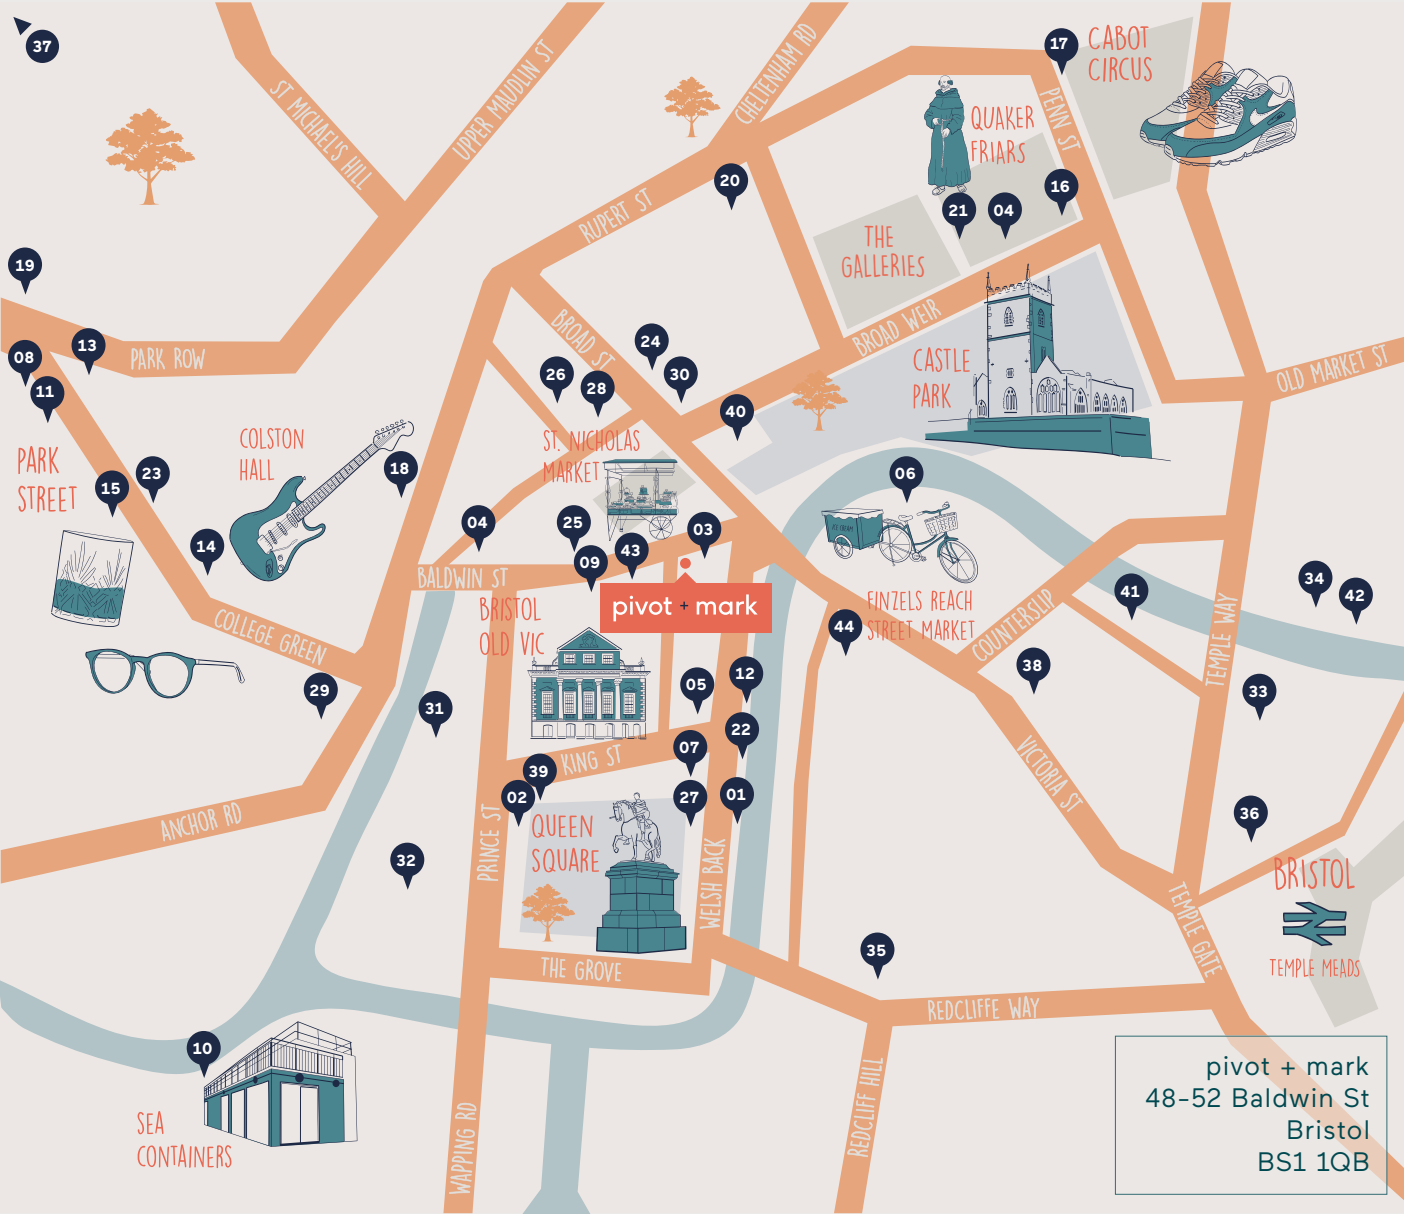 37
ST MICHAEL'S HILL
UPPER MAUDLIN ST
CHELTENHAM RD
17
CABOT
CIRCUS
PENN ST
QUAKER
FRIARS
20
RUPERT ST
21
04
16
THE
GALLERIES
19
08
13
PARK ROW
11
BROAD ST
24
26
28
30
40
BROAD WEIR
CASTLE
PARK
OLD MARKET ST
PARK
STREET
COLSTON
HALL
18
15
23
14
ST. NICHOLAS
MARKET
04
25
09
43
03
06
ICE CREAM
BALDWIN ST
pivot + mark
BRISTOL
OLD VIC
FINZELS REACH
STREET MARKET
44
COUNTERSLIP
41
34
42
TEMPLE WAY
38
33
COLLEGE GREEN
29
31
05
12
22
07
KING ST
39
02
27
01
QUEEN
SQUARE
PRINCE ST
WELSH BACK
VICTORIA ST
36
ANCHOR RD
32
BRISTOL
TEMPLE MEADS
TEMPLE GATE
35
THE GROVE
REDCLIFFE WAY
10
SEA
CONTAINERS
WAPPING RD
REDCLIFF HILL
pivot + mark
48-52 Baldwin St
Bristol
BS1 1QB